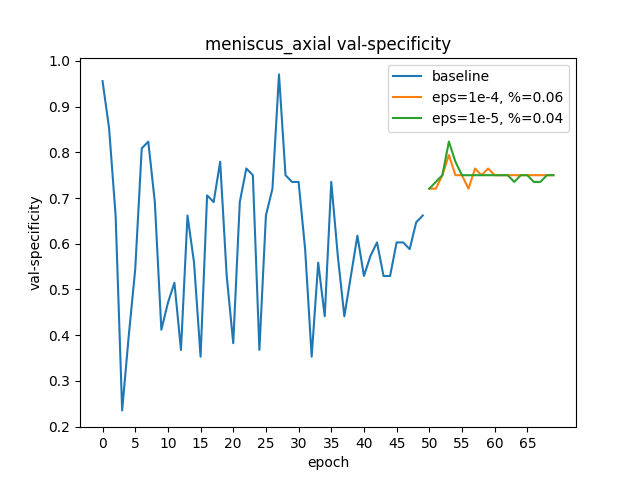 meniscus_axial val-specificity
baseline
eps=1e-4, %=0.06
eps=1e-5, %=0.04
1.0
0.9
0.8
0.7
0.6
0.5
0.4
0.3
0.2
val-specificity
0 5 10 15 20 25 30 35 40 45 50 55 60 65
epoch